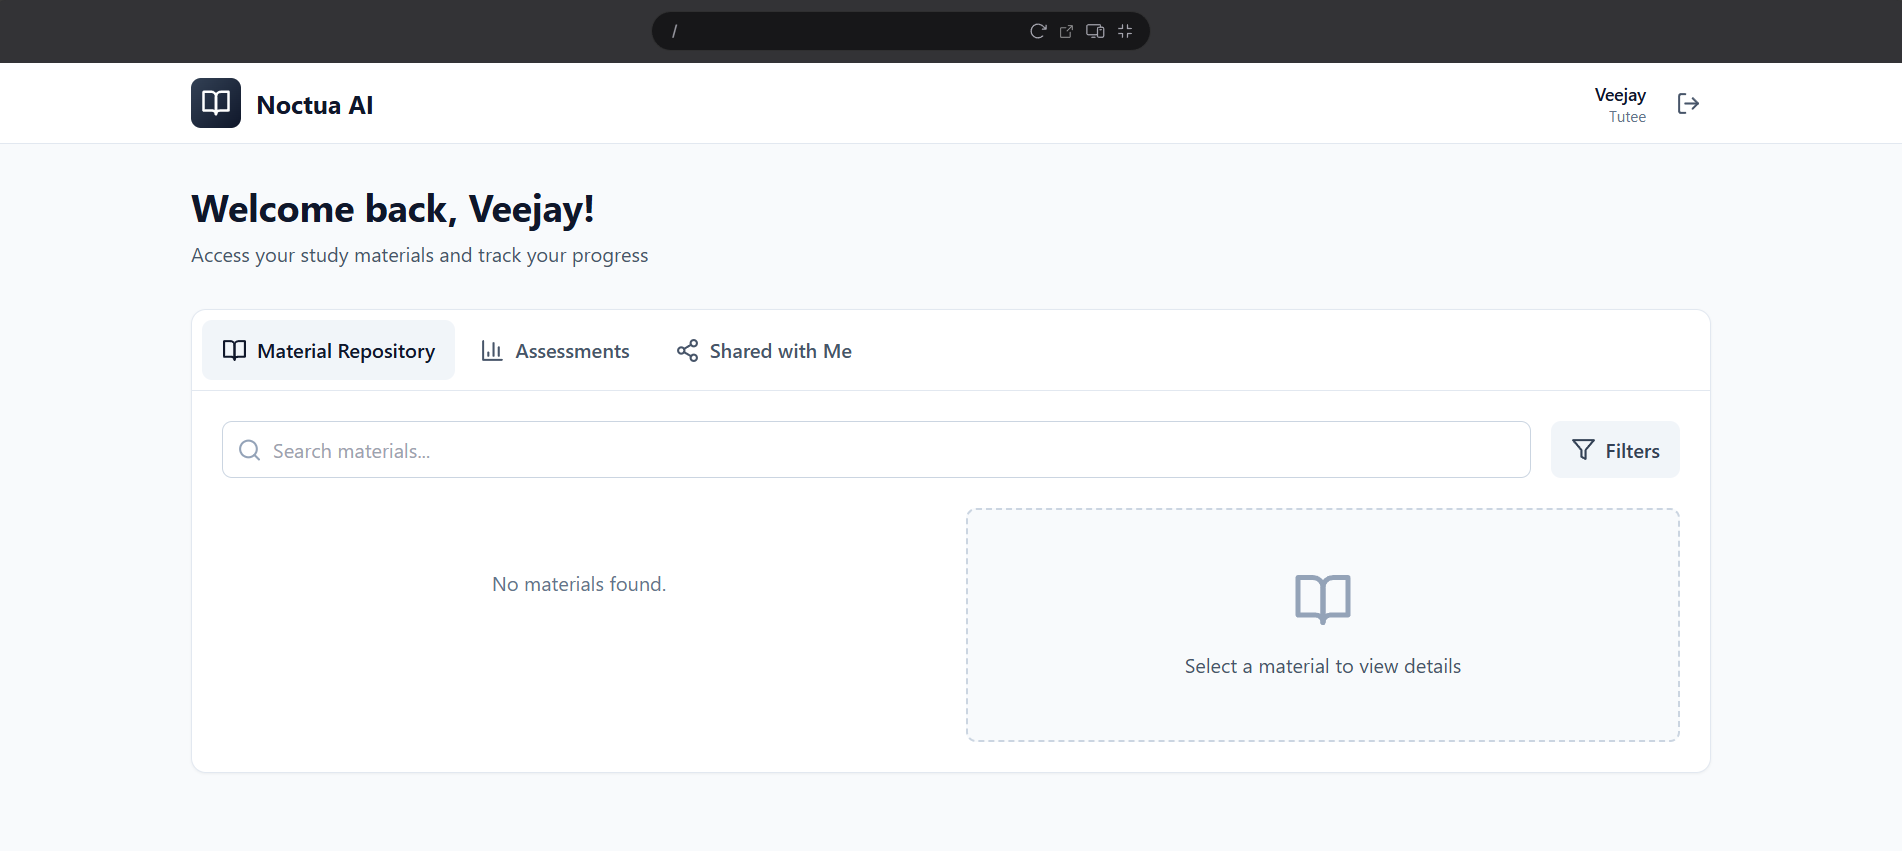 /
Noctua AI
Veejay
Tutee
Welcome back, Veejay!
Access your study materials and track your progress
Material Repository
Assessments
Shared with Me
Search materials...
Filters
No materials found.
Select a material to view details